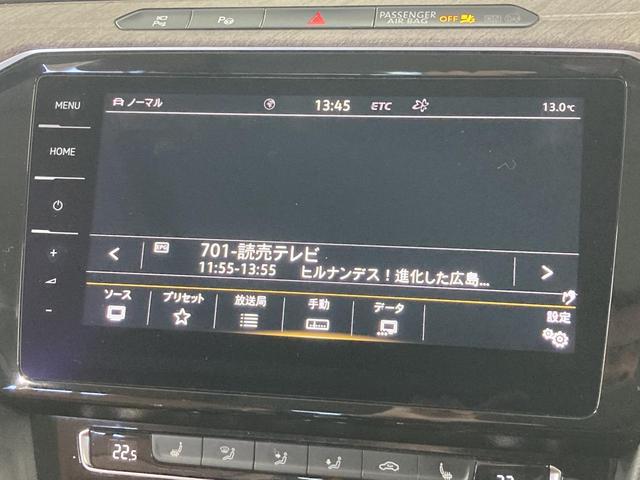 PASSENGER
AIR BAG
OFF
ON
MENU
HOME
ノーマル
13:45
ETC
13.0℃
EPG
701-読売テレビ
11:55-13:55 ヒルナンデス！進化した広島...
ソース
プリセット
放送局
手動
データ
設定
22.5